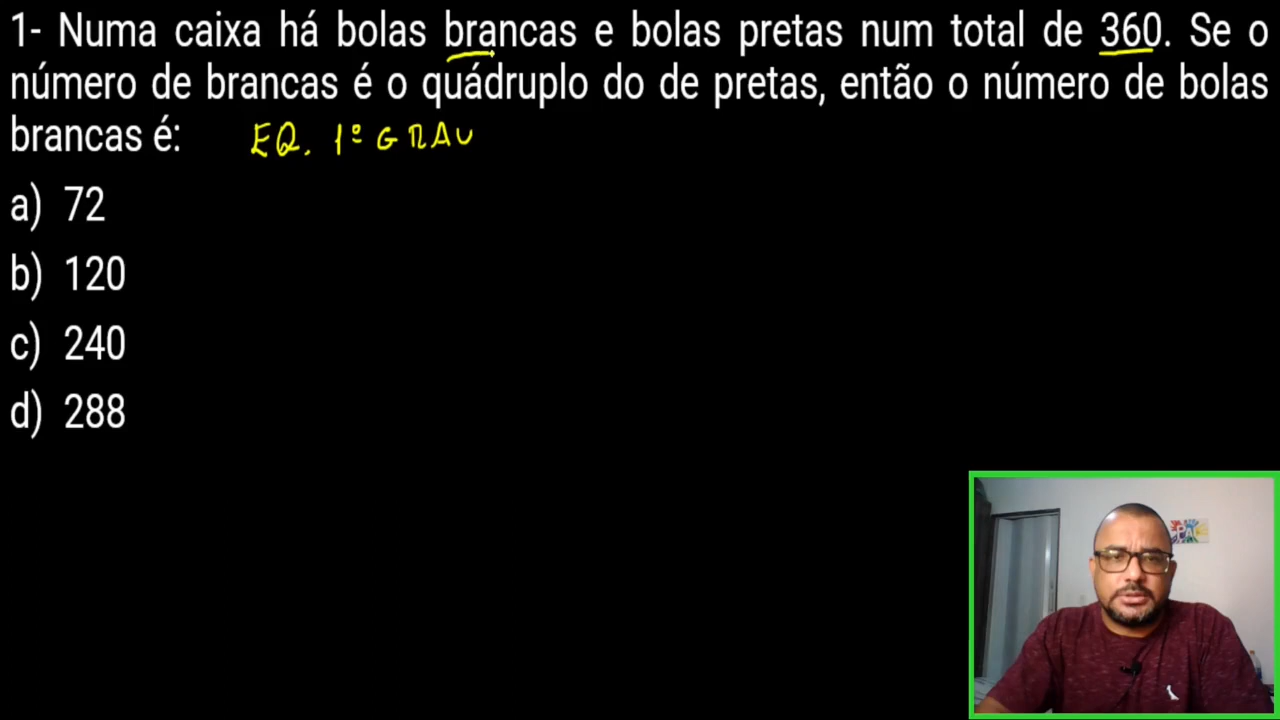 1- Numa caixa há bolas brancas e bolas pretas num total de 360. Se o
número de brancas é o quádruplo do de pretas, então o número de bolas
brancas é: EQ. 1º GRAU
a) 72
b) 120
c) 240
d) 288